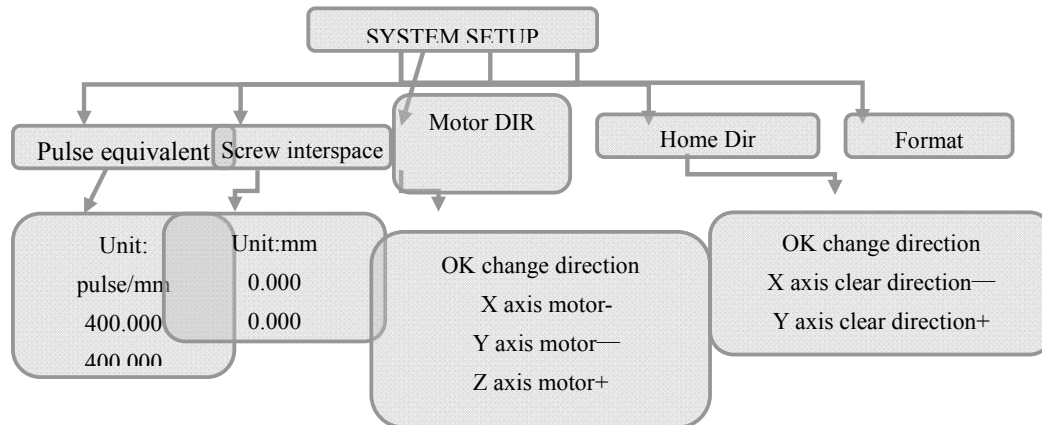 SYSTEM SETUP
Pulse equivalent
Screw interspace
Motor DIR
Home Dir
Format
Unit:
pulse/mm
400.000
400.000
Unit:mm
0.000
0.000
OK change direction
X axis motor-
Y axis motor—
Z axis motor+
OK change direction
X axis clear direction—
Y axis clear direction+